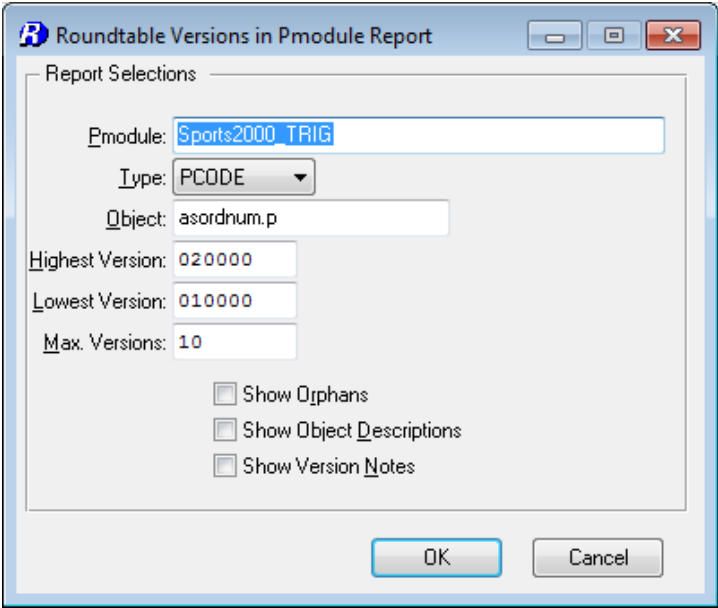 R Roundtable Versions in Pmodule Report
Report Selections
Pmodule: Sports2000_TRIG
Type: PCODE
Object: asordnum.p
Highest Version: 020000
Lowest Version: 010000
Max. Versions: 10
Show Orphans
Show Object Descriptions
Show Version Notes
OK Cancel